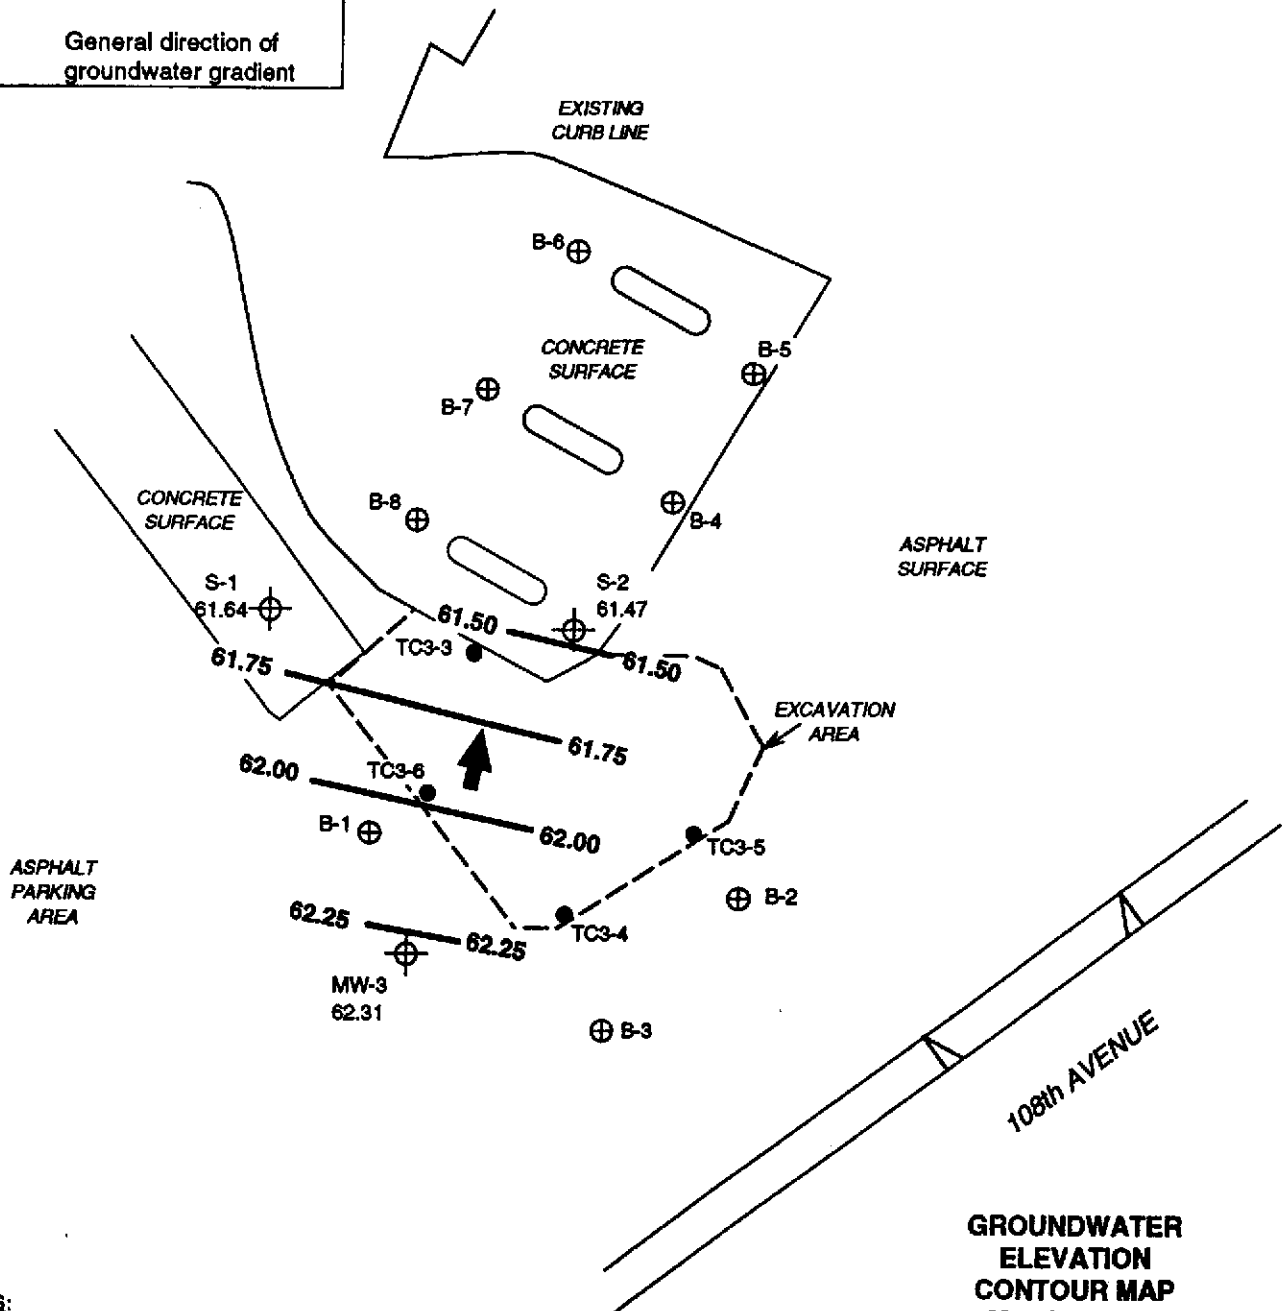 General direction of
groundwater gradient
EXISTING
CURB LINE
B-6
CONCRETE
SURFACE
B-5
B-7
CONCRETE
SURFACE
B-8
B-4
ASPHALT
SURFACE
S-1
61.64
S-2
61.47
61.50
TC3-3
61.50
61.75
EXCAVATION
AREA
61.75
62.00
TC3-6
B-1
62.00
TC3-5
ASPHALT
PARKING
AREA
B-2
62.25
TC3-4
62.25
MW-3
62.31
B-3
108th AVENUE
GROUNDWATER
ELEVATION
CONTOUR MAP